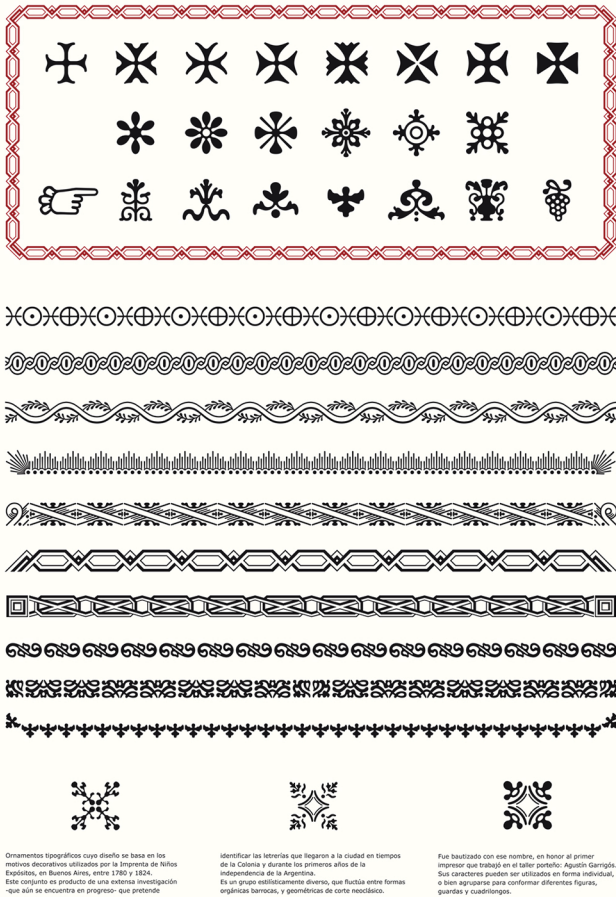 Ornamentos tipográficos cuyo diseño se basa en los
motivos decorativos utilizados por la Imprenta de Niños
Expósitos, en Buenos Aires, entre 1780 y 1824.
Este conjunto es producto de una extensa investigación
-aún se encuentra en progreso- que pretende
identificar las letrerías que llegaron a la ciudad en tiempos
de la Colonia y durante los primeros años de la
independencia de la Argentina.
Es un grupo estilísticamente diverso, que fluctúa entre formas
orgánicas barrocas, y geométricas de corte neoclásico.
Fue bautizado con ese nombre, en honor al primer
impresor que trabajó en el taller porteño: Agustín Garrigós.
Sus caracteres pueden ser utilizados en forma individual,
o bien agruparse para conformar diferentes figuras,
guardas y cuadrilongos.